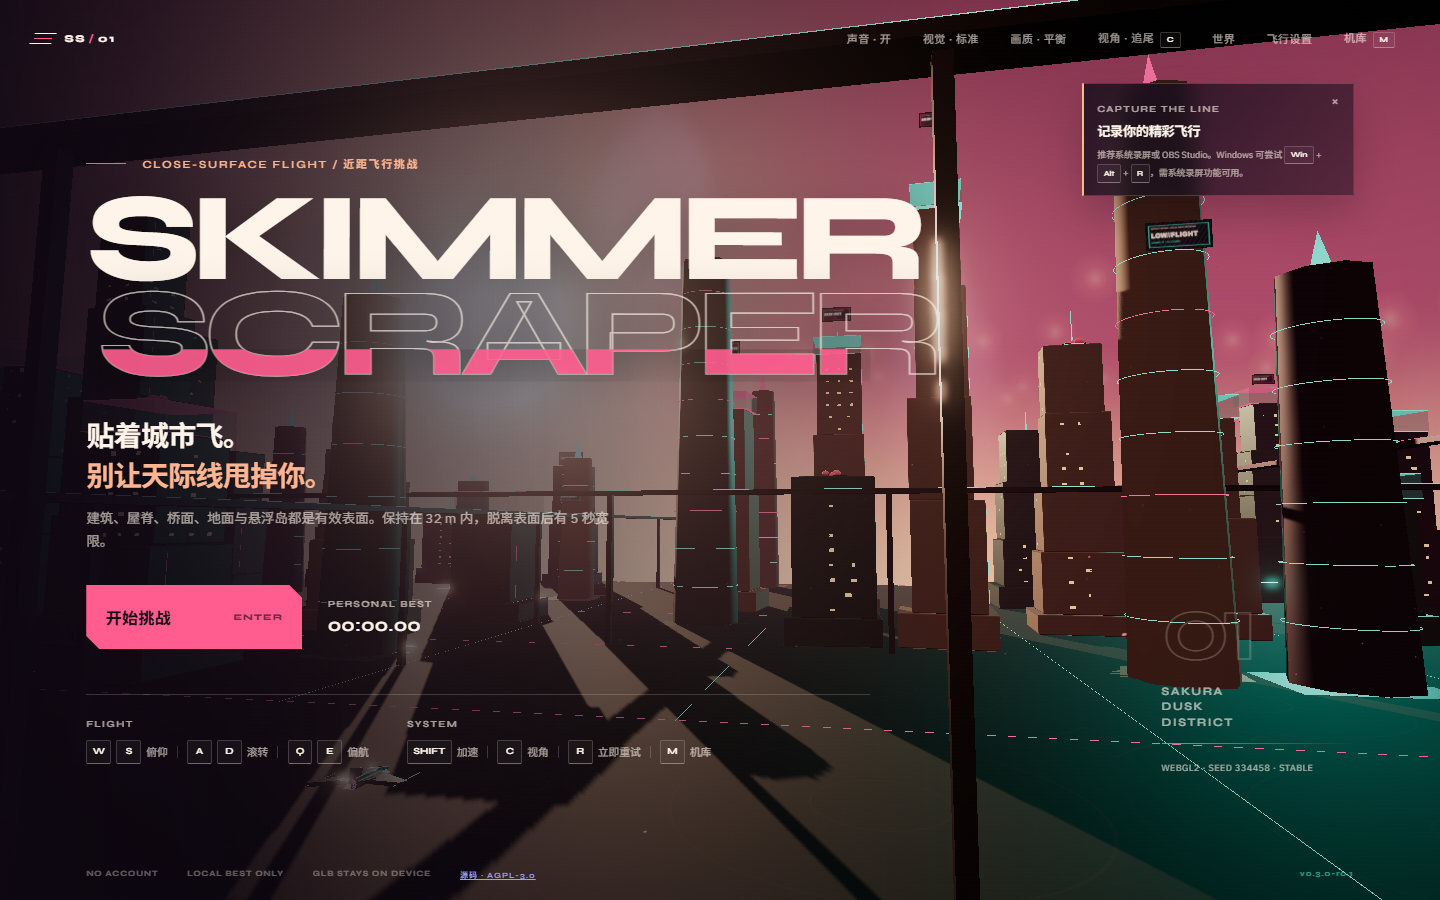 SS / 01
声音 · 开 视觉 · 标准 画质 · 平衡 视角 · 追尾 C 世界 飞行设置 机库 M
CAPTURE THE LINE ×
记录你的精彩飞行
推荐系统录屏或 OBS Studio。Windows 可尝试 Win +
Alt + R ，需系统录屏功能可用。
CLOSE-SURFACE FLIGHT / 近距飞行挑战
SKIMMER
SCRAPER
LOW//FLIGHT
贴着城市飞。
别让天际线甩掉你。
建筑、屋脊、桥面、地面与悬浮岛都是有效表面。保持在 32 m 内，脱离表面后有 5 秒宽
限。
开始挑战 ENTER
PERSONAL BEST
00:00.00
01
SAKURA
DUSK
DISTRICT
WEBGL2 · SEED 334458 · STABLE
FLIGHT SYSTEM
W S 俯仰 A D 滚转 Q E 偏航 SHIFT 加速 C 视角 R 立即重试 M 机库
NO ACCOUNT LOCAL BEST ONLY GLB STAYS ON DEVICE 源码 · AGPL-3.0
v0.3.0-rc.1